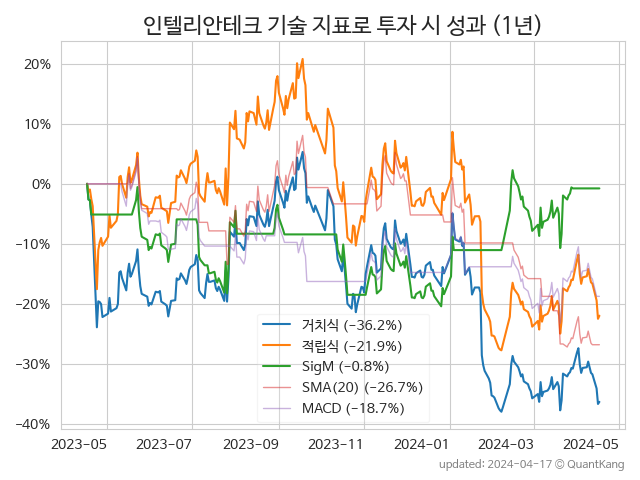 인텔리안테크 기술 지표로 투자 시 성과 (1년)
20%
10%
0%
−10%
−20%
−30%
−40%
거치식 (−36.2%)
적립식 (−21.9%)
SigM (−0.8%)
SMA(20) (−26.7%)
MACD (−18.7%)
2023-05 2023-07 2023-09 2023-11 2024-01 2024-03 2024-05
updated: 2024-04-17 © QuantKang